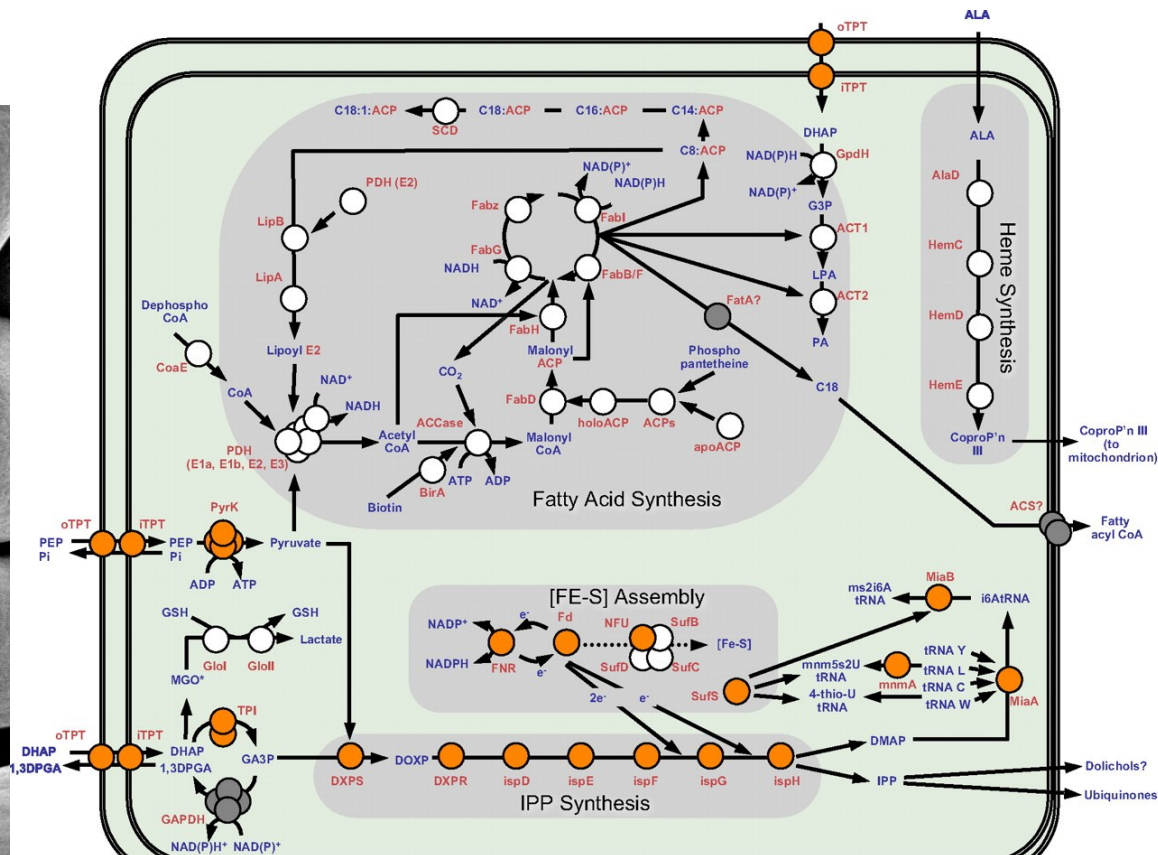 ALA
oTPT
iTPT
C18:1:ACP
C18:ACP
C16:ACP
C14:ACP
SCD
DHAP
ALA
C8:ACP
NAD(P)H
GpdH
NAD(P)+
NAD(P)H
PDH (E2)
NAD(P)+
AlaD
G3P
Fabz
FabI
LipB
ACT1
Heme Synthesis
FabG
HemC
NADH
FabB/F
LPA
LipA
ACT2
NAD+
FatA?
Dephospho
CoA
HemD
FabH
PA
Lipoyl E2
Malonyl
ACP
Phospho
pantetheine
CoaE
CO2
NAD+
C18
HemE
CoA
NADH
FabD
holoACP
ACPs
ACCase
Acetyl
CoA
Malonyl
CoA
apoACP
CoproP'n
III
CoproP'n III
(to
mitochondrion)
PDH
(E1a, E1b, E2, E3)
ATP
ADP
BirA
Biotin
Fatty Acid Synthesis
PyrK
ACS?
oTPT
iTPT
PEP
Pi
PEP
Pi
Pyruvate
Fatty
acyl CoA
ADP
ATP
MiaB
[FE-S] Assembly
ms2i6A
tRNA
i6AtRNA
GSH
GSH
Lactate
e-
Fd
NFU
SufB
NADP+
[Fe-S]
GloI
GloII
NADPH
FNR
e-
SufD
SufC
tRNA Y
mnm5s2U
tRNA
tRNA L
mnmA
tRNA C
MGO*
SufS
4-thio-U
tRNA
tRNA W
MiaA
2e-
e-
TPI
oTPT
iTPT
DMAP
DHAP
1,3DPGA
DHAP
1,3DPGA
GA3P
DOXP
Dolichols?
DXPS
DXPR
ispD
ispE
ispF
ispG
ispH
IPP
Ubiquinones
IPP Synthesis
GAPDH
NAD(P)H+
NAD(P)+